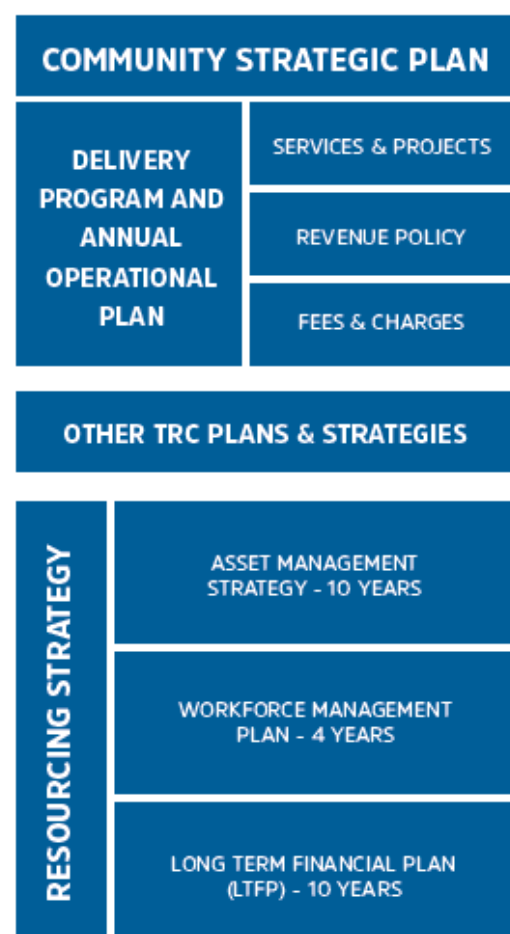 COMMUNITY STRATEGIC PLAN
DELIVERY
PROGRAM AND
ANNUAL
OPERATIONAL
PLAN
SERVICES & PROJECTS
REVENUE POLICY
FEES & CHARGES
OTHER TRC PLANS & STRATEGIES
RESOURCING STRATEGY
ASSET MANAGEMENT
STRATEGY - 10 YEARS
WORKFORCE MANAGEMENT
PLAN - 4 YEARS
LONG TERM FINANCIAL PLAN
(LTFP) - 10 YEARS